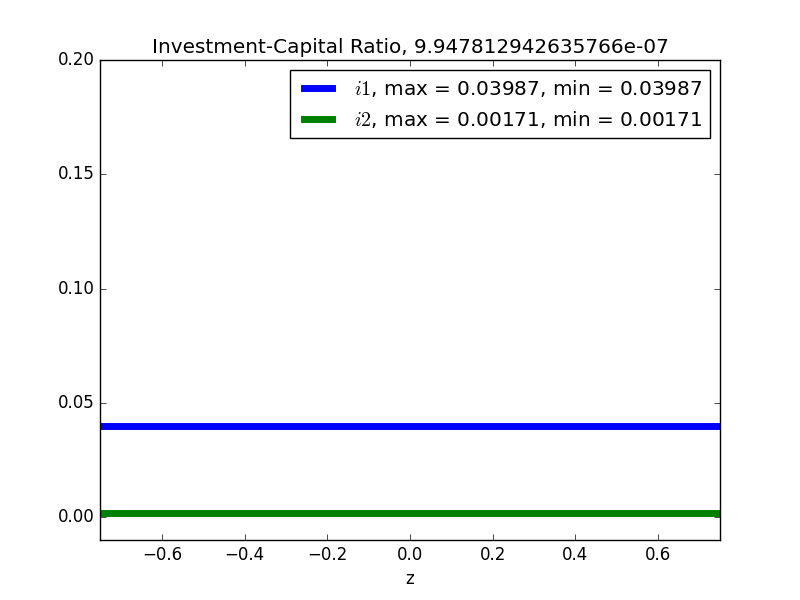 Investment-Capital Ratio, 9.947812942635766e-07
i1, max = 0.03987, min = 0.03987
i2, max = 0.00171, min = 0.00171
0.20
0.15
0.10
0.05
0.00
−0.6 −0.4 −0.2 0.0 0.2 0.4 0.6
z